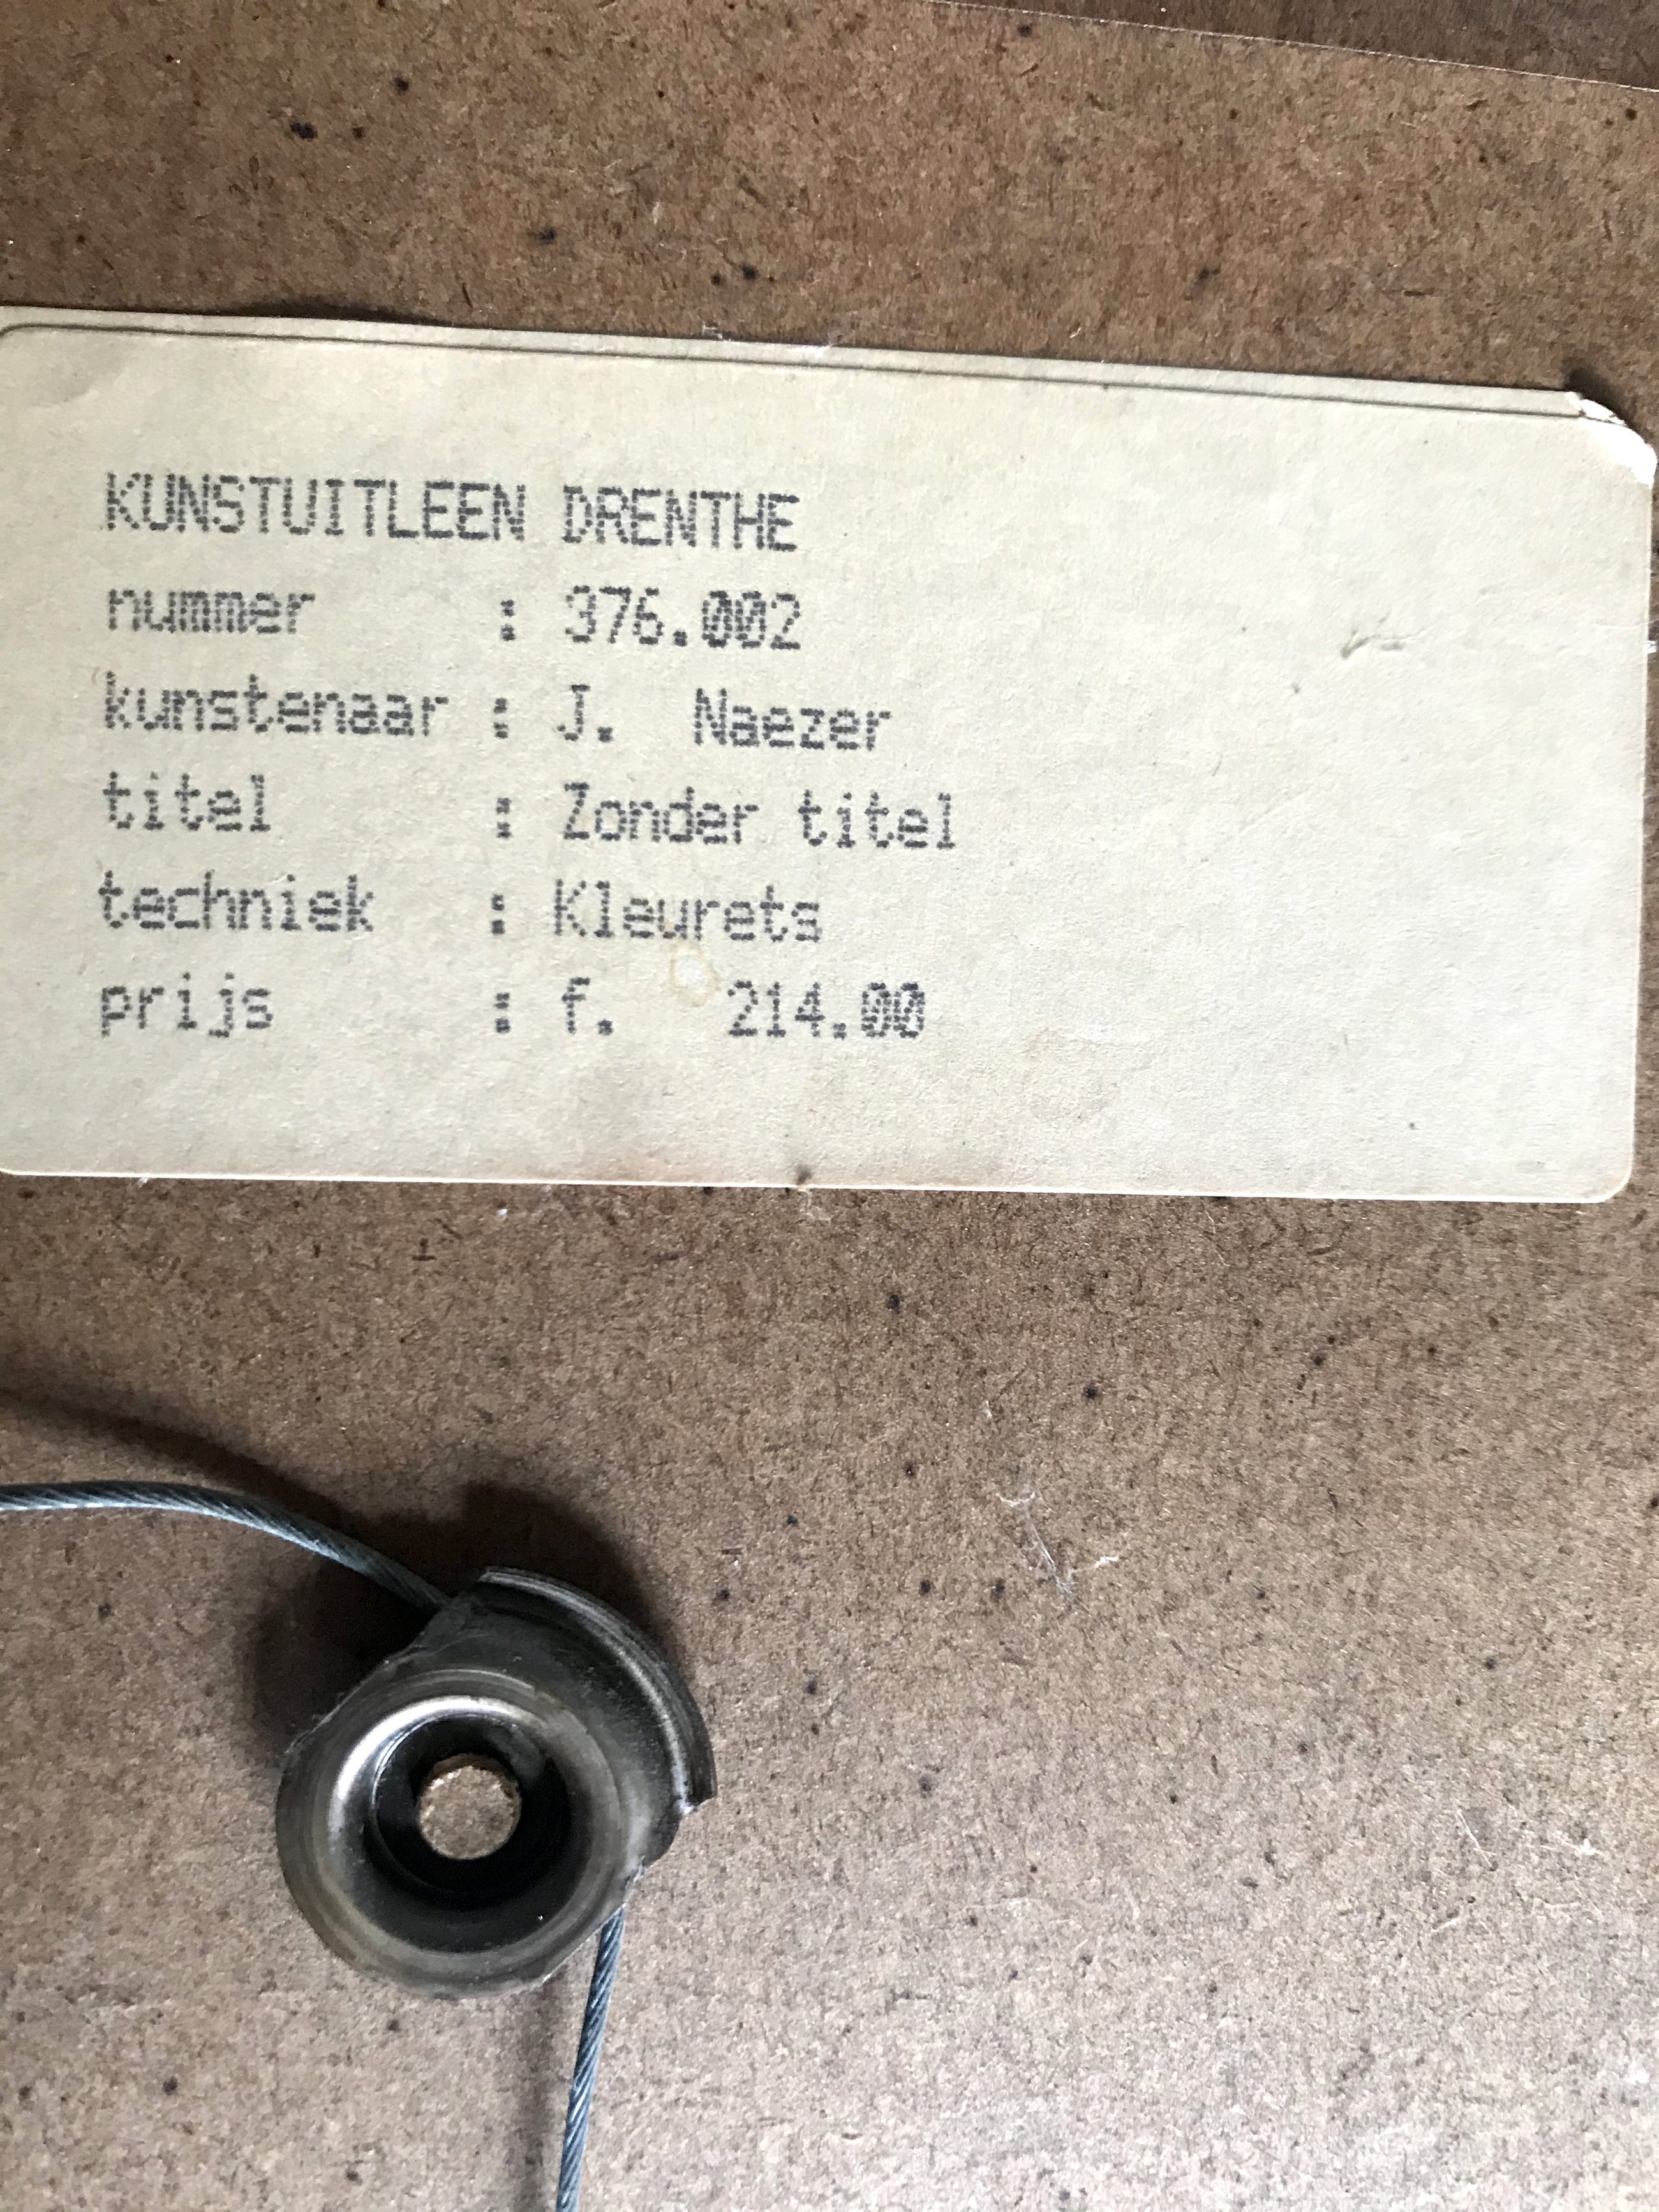 KUNSTUITLEEN DRENTHE
nummer : 376.002
kunstenaar : J. Naezer
titel : Zonder titel
techniek : Kleurets
prijs : f. 214.00